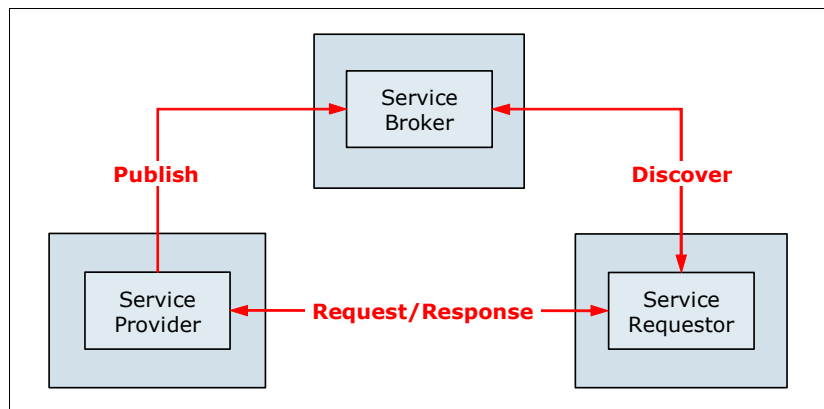 Service
Broker
Publish
Discover
Service
Provider
Request/Response
Service
Requestor